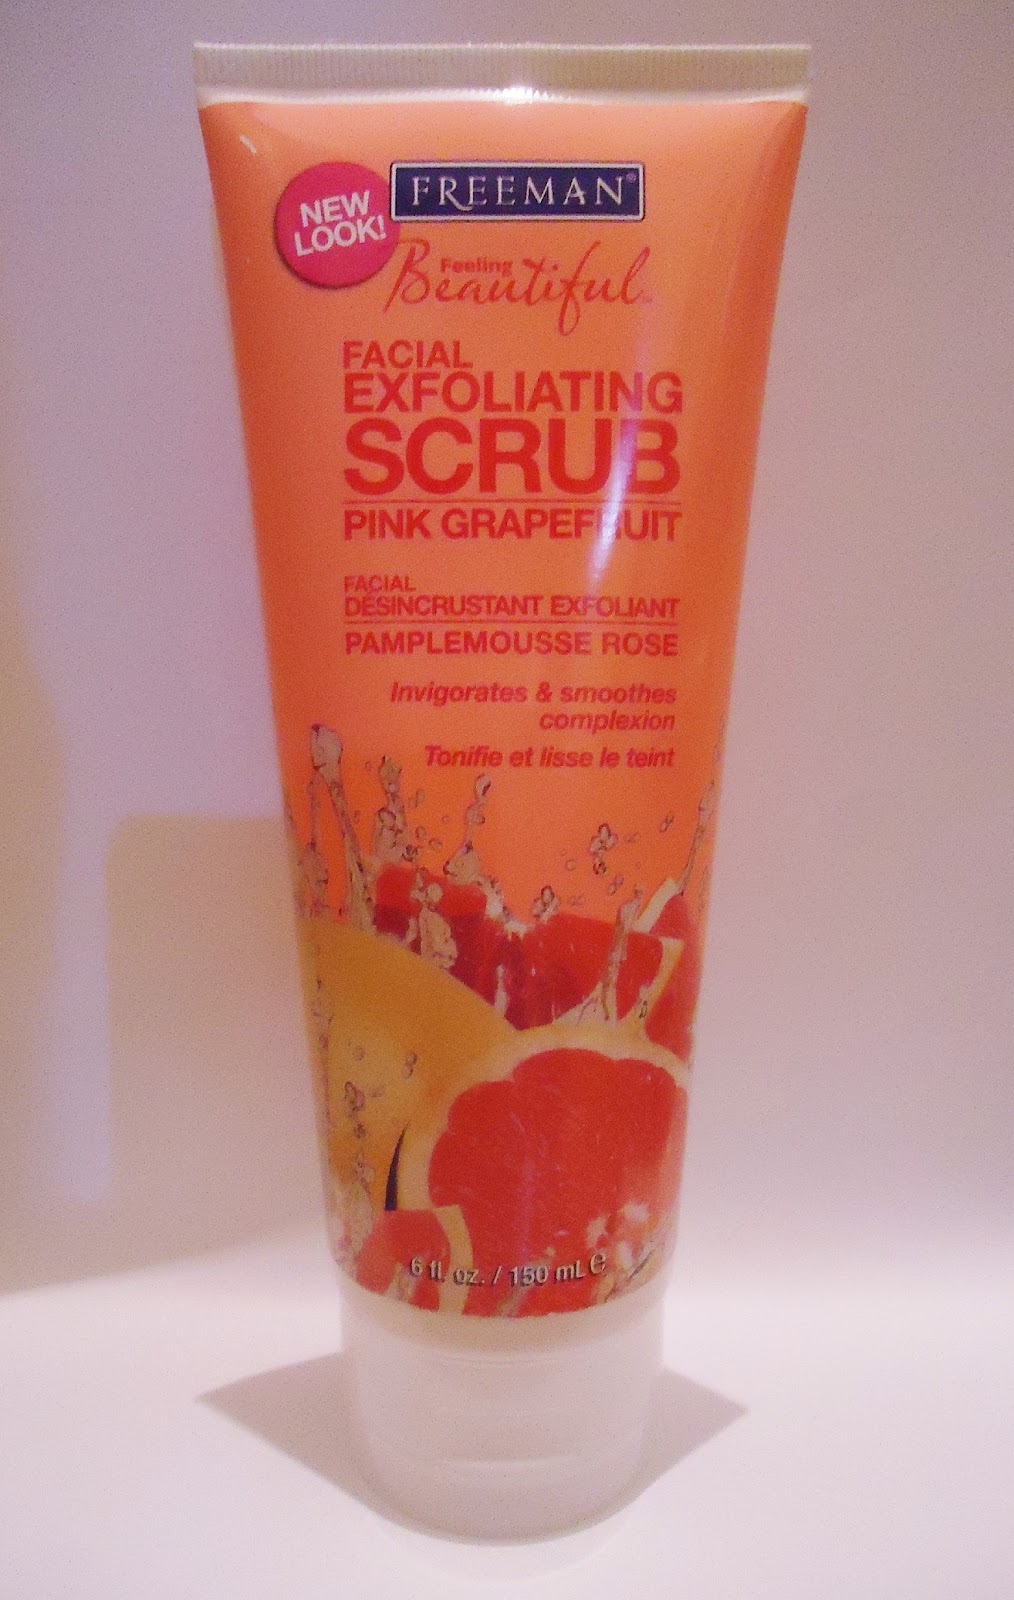 NEW
LOOK!
FREEMAN®
Feeling
Beautiful
FACIAL
EXFOLIATING
SCRUB
PINK GRAPEFRUIT
FACIAL
DÉSINCRUSTANT EXFOLIANT
PAMPLEMOUSSE ROSE
Invigorates & smoothes
complexion
Tonifie et lisse le teint
6 fl. oz. / 150 mL ℮